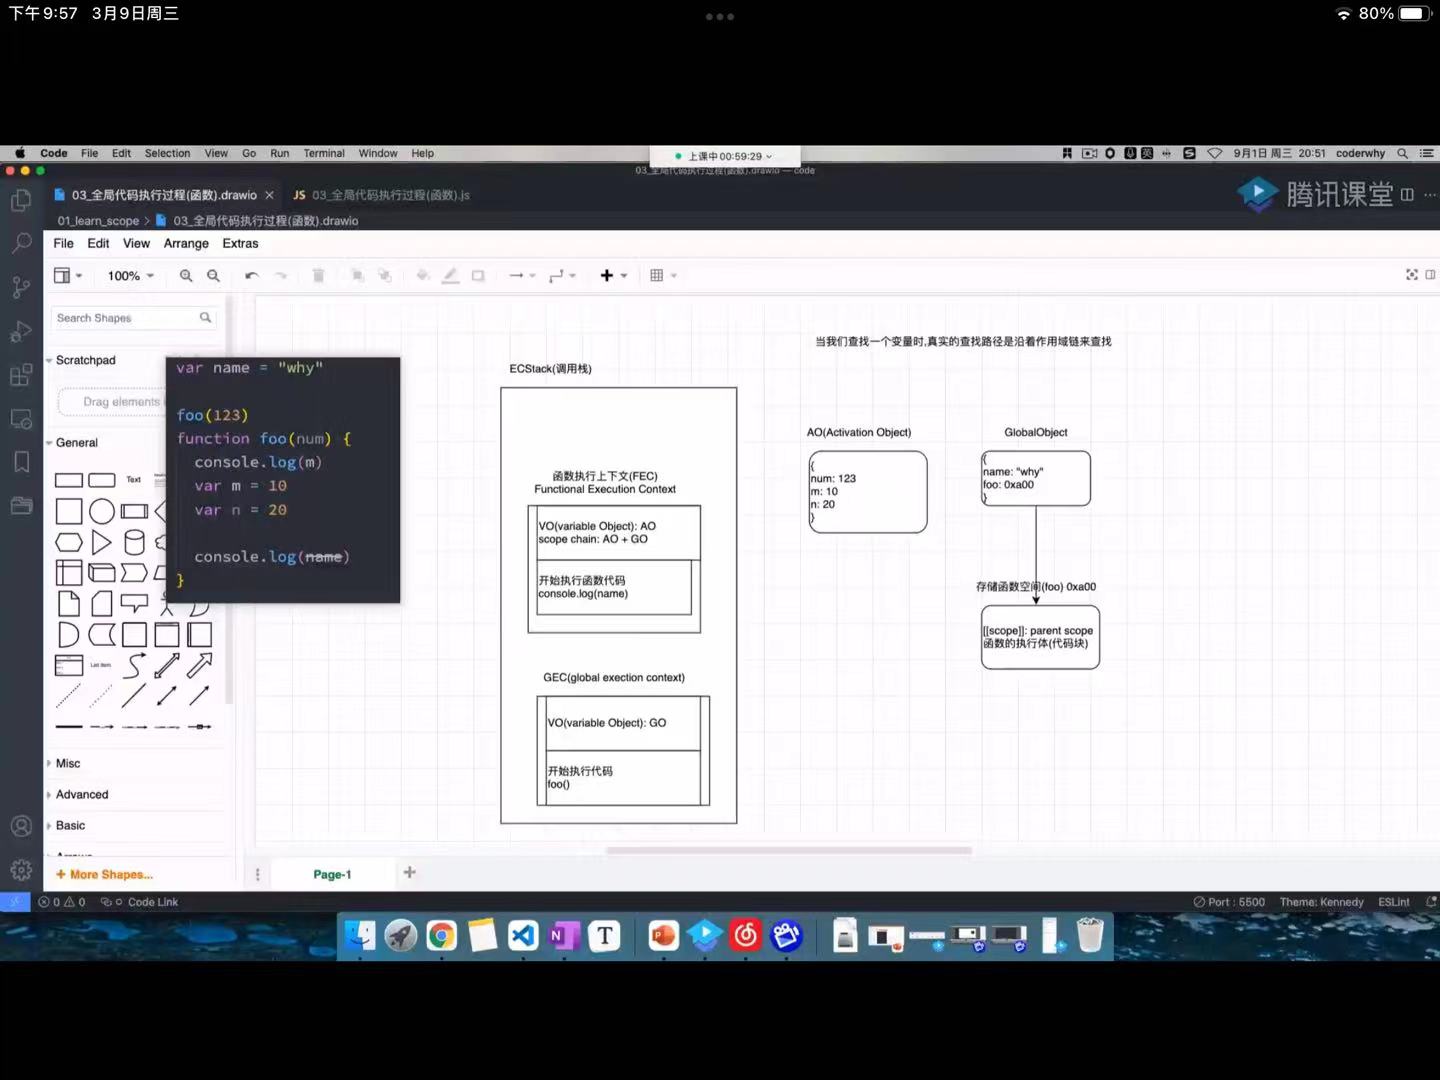 下午9:57 3月9日周三
80%
Code File Edit Selection View Go Run Terminal Window Help
上课中 00:59:29
9月1日 周三 20:51 coderwhy
03_全局代码执行过程(函数).drawio — code
03_全局代码执行过程(函数).drawio
JS 03_全局代码执行过程(函数).js
腾讯课堂
01_learn_scope > 03_全局代码执行过程(函数).drawio
File Edit View Arrange Extras
100%
Search Shapes
Scratchpad
Drag elements
General
Text
List Item
Misc
Advanced
Basic
Arrows
+ More Shapes...
var name = "why"
foo(123)
function foo(num) {
console.log(m)
var m = 10
var n = 20
console.log(name)
}
当我们查找一个变量时,真实的查找路径是沿着作用域链来查找
ECStack(调用栈)
函数执行上下文(FEC)
Functional Execution Context
VO(variable Object): AO
scope chain: AO + GO
开始执行函数代码
console.log(name)
GEC(global exection context)
VO(variable Object): GO
开始执行代码
foo()
AO(Activation Object)
{
num: 123
m: 10
n: 20
}
GlobalObject
{
name: "why"
foo: 0xa00
}
存储函数空间(foo) 0xa00
[[scope]]: parent scope
函数的执行体(代码块)
Page-1
0 0 Code Link
Port : 5500 Theme: Kennedy ESLint